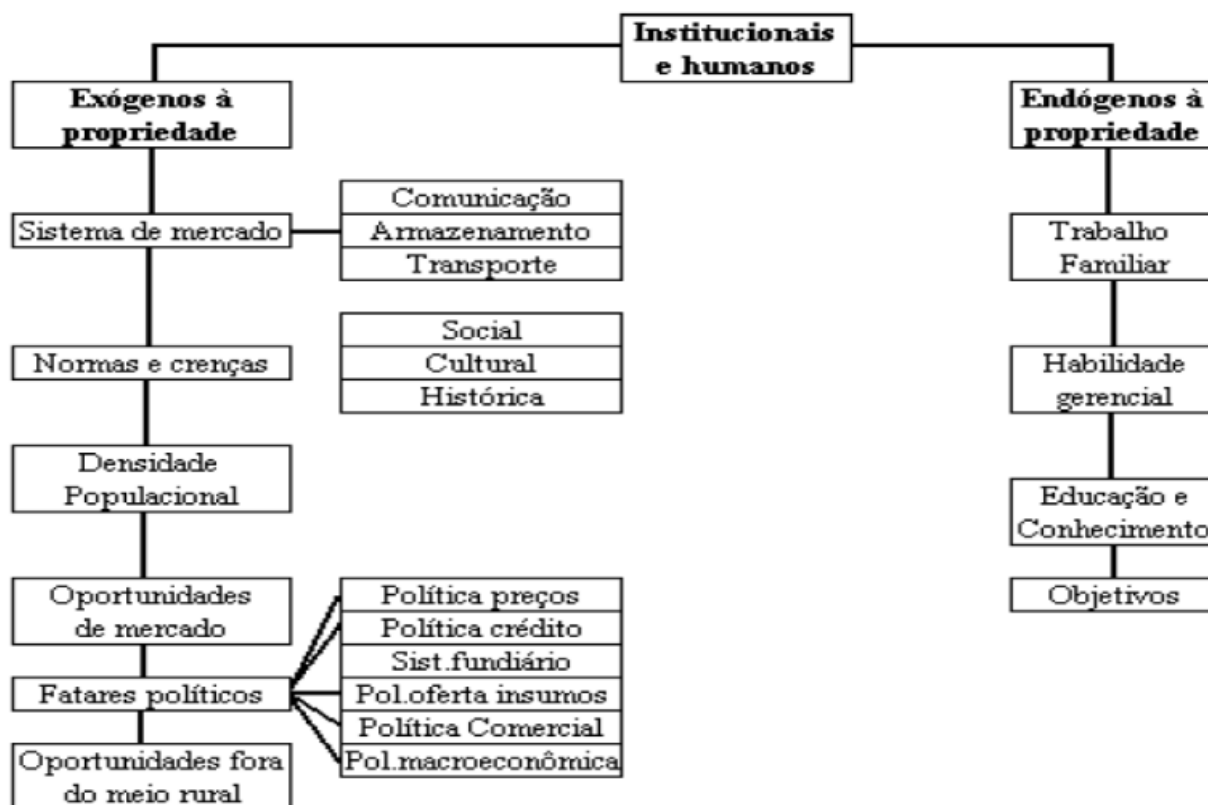 Institucionais
e humanos
Exógenos à
propriedade
Endógenos à
propriedade
Sistema de mercado
Comunicação
Armazenamento
Transporte
Trabalho
Familiar
Normas e crenças
Social
Cultural
Histórica
Habilidade
gerencial
Densidade
Populacional
Educação e
Conhecimento
Oportunidades
de mercado
Objetivos
Fatares políticos
Política preços
Política crédito
Sist.fundiário
Pol.oferta insumos
Política Comercial
Pol.macroeconômica
Oportunidades fora
do meio rural